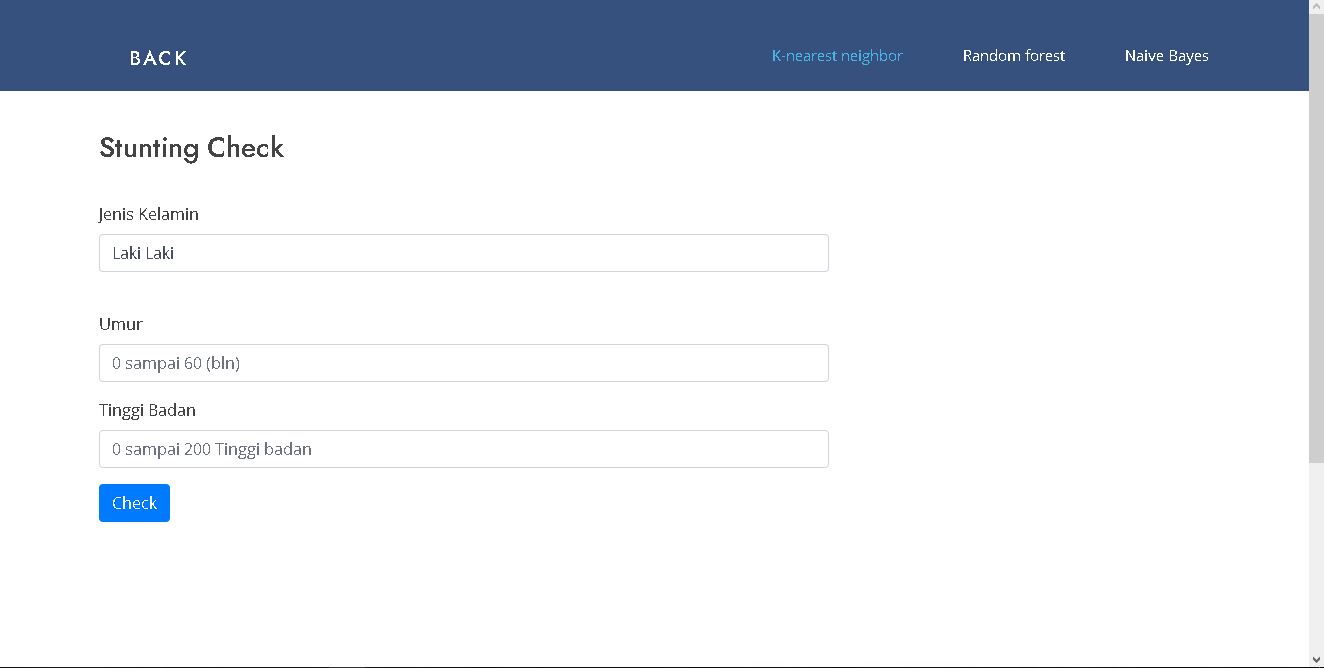 BACK K-nearest neighbor Random forest Naive Bayes
Stunting Check
Jenis Kelamin
Laki Laki
Umur
0 sampai 60 (bln)
Tinggi Badan
0 sampai 200 Tinggi badan
Check